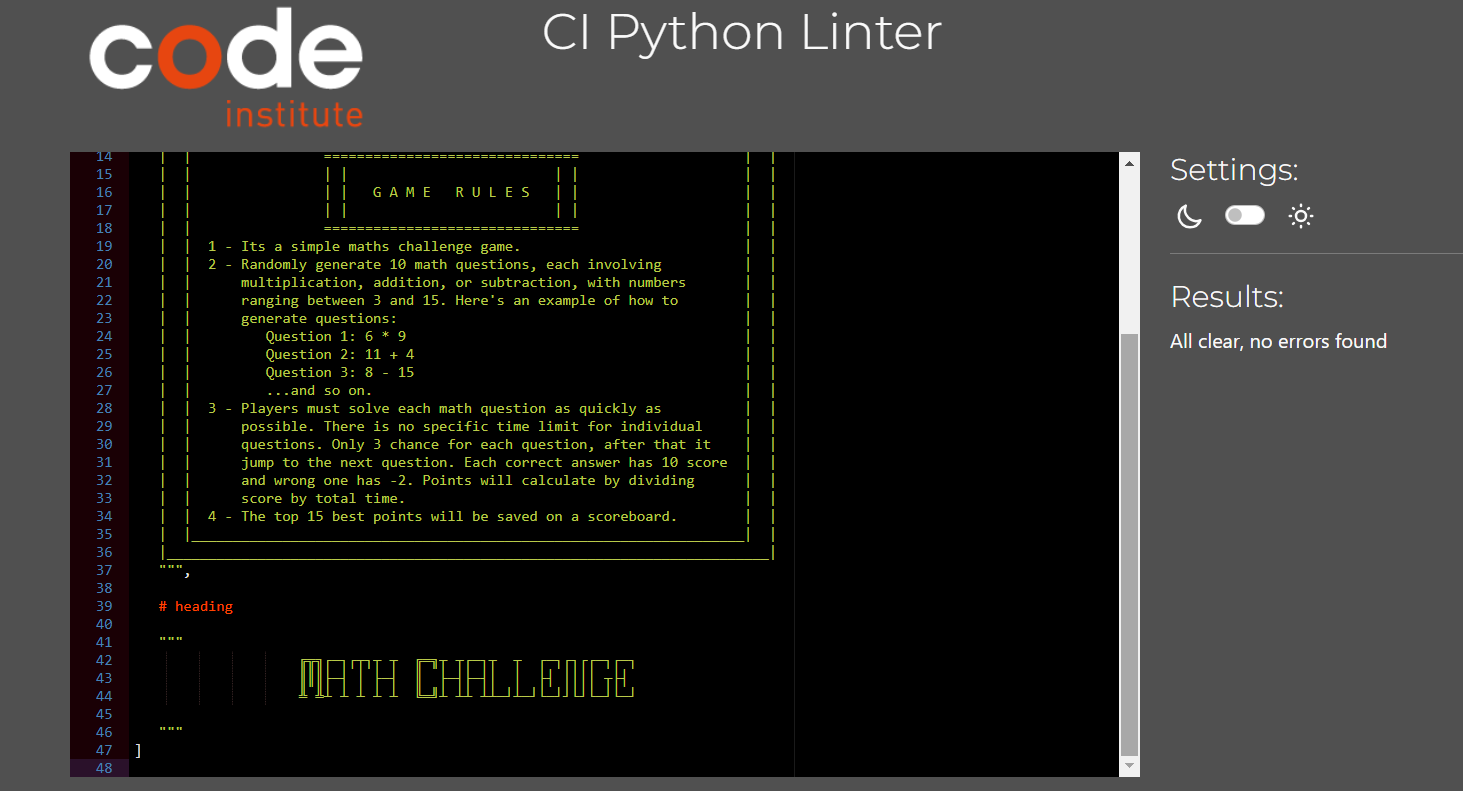 code
institute
CI Python Linter
14 | | =============================== | |
15 | | | | | | | |
16 | | | | G A M E   R U L E S | | | |
17 | | | | | | | |
18 | | =============================== | |
19 | | 1 - Its a simple maths challenge game. | |
20 | | 2 - Randomly generate 10 math questions, each involving | |
21 | | multiplication, addition, or subtraction, with numbers | |
22 | | ranging between 3 and 15. Here's an example of how to | |
23 | | generate questions: | |
24 | | Question 1: 6 * 9 | |
25 | | Question 2: 11 + 4 | |
26 | | Question 3: 8 - 15 | |
27 | | ...and so on. | |
28 | | 3 - Players must solve each math question as quickly as | |
29 | | possible. There is no specific time limit for individual | |
30 | | questions. Only 3 chance for each question, after that it | |
31 | | jump to the next question. Each correct answer has 10 score | |
32 | | and wrong one has -2. Points will calculate by dividing | |
33 | | score by total time. | |
34 | | 4 - The top 15 best points will be saved on a scoreboard. | |
35 | |___________________________________________________________________| |
36 |_________________________________________________________________________|
37 """,
38
39 # heading
40
41 """
42
43 MATH CHALLENGE
44
45
46 """
47 ]
48
Settings:
Results:
All clear, no errors found